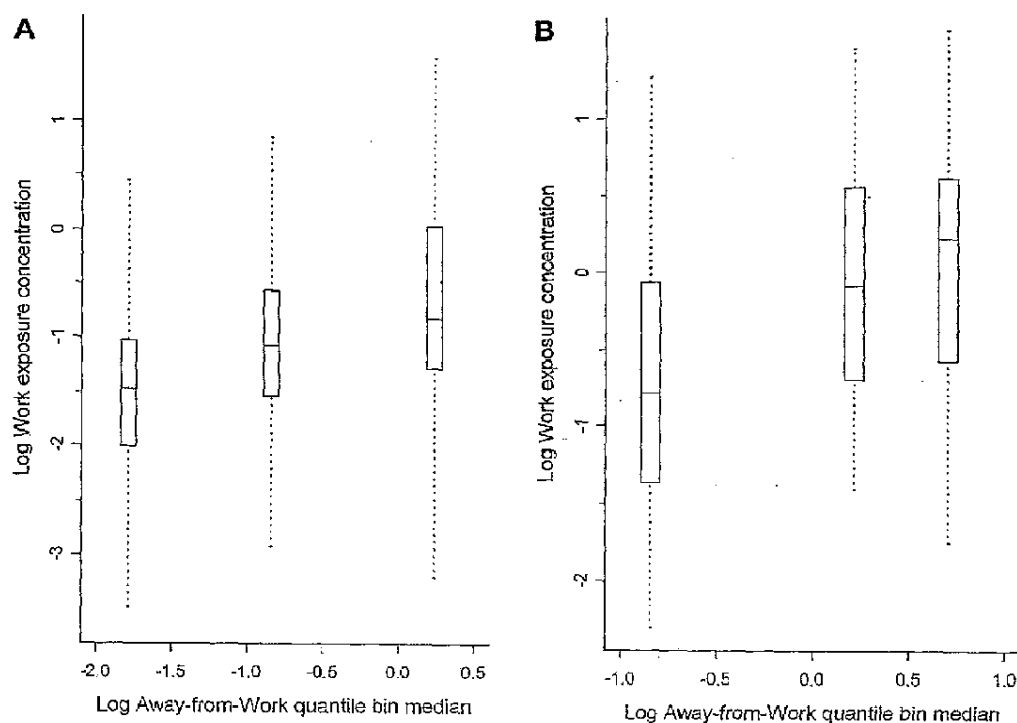 A
B
Log Work exposure concentration
1
0
-1
-2
-3
-2.0 -1.5 -1.0 -0.5 0.0 0.5
Log Away-from-Work quantile bin median
Log Work exposure concentration
1
0
-1
-2
-1.0 0.0 0.5 1.0
Log Away-from-Work quantile bin median